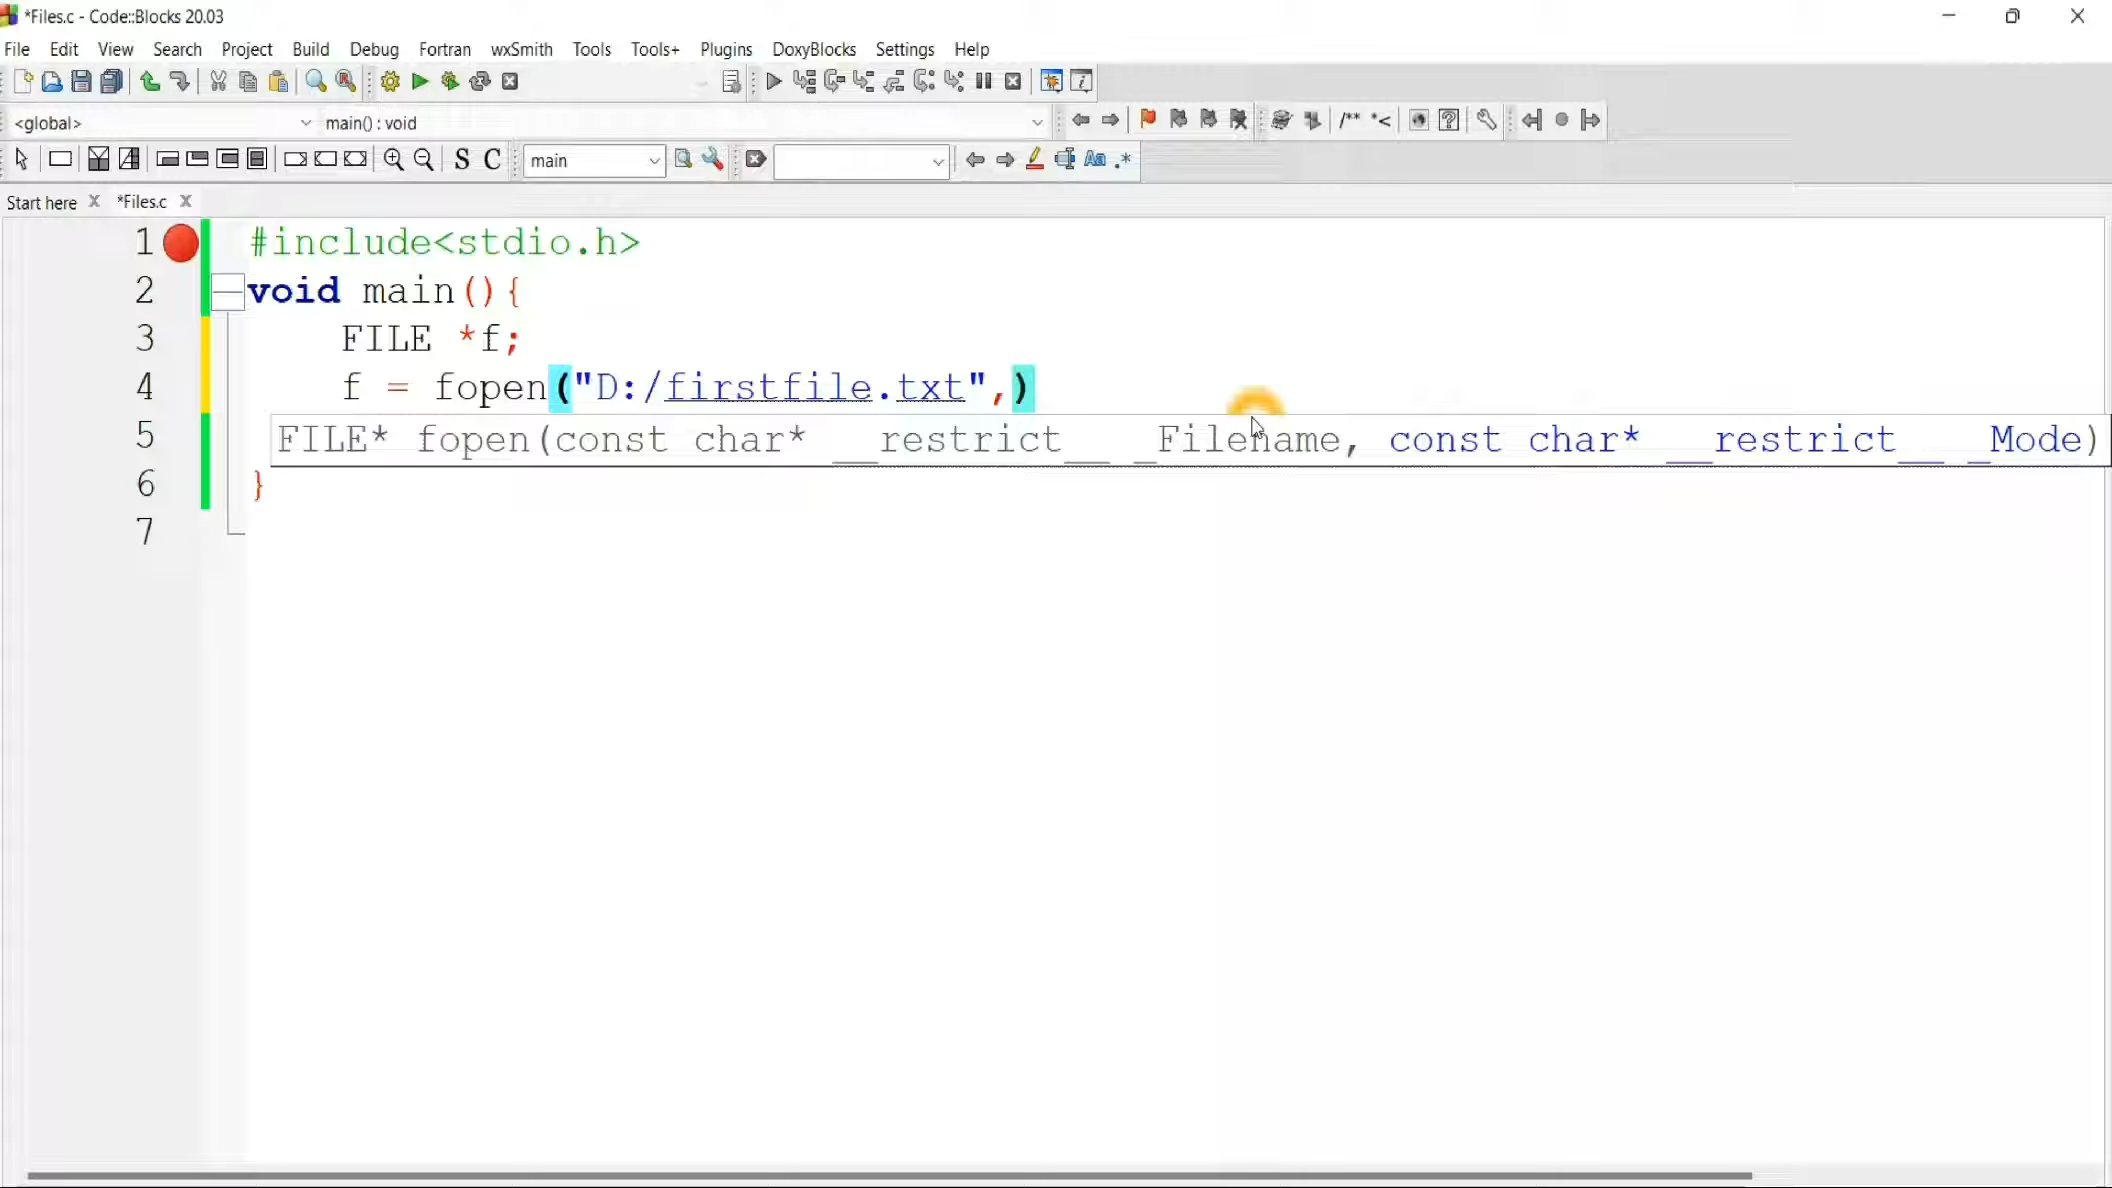 *Files.c - Code::Blocks 20.03
File Edit View Search Project Build Debug Fortran wxSmith Tools Tools+ Plugins DoxyBlocks Settings Help
<global> main() : void /** *<
S C main Aa .*
Start here *Files.c
1 #include<stdio.h>
2 void main(){
3 FILE *f;
4 f = fopen("D:/firstfile.txt",)
5 FILE* fopen(const char* __restrict__ _Filename, const char* __restrict__ _Mode)
6 }
7